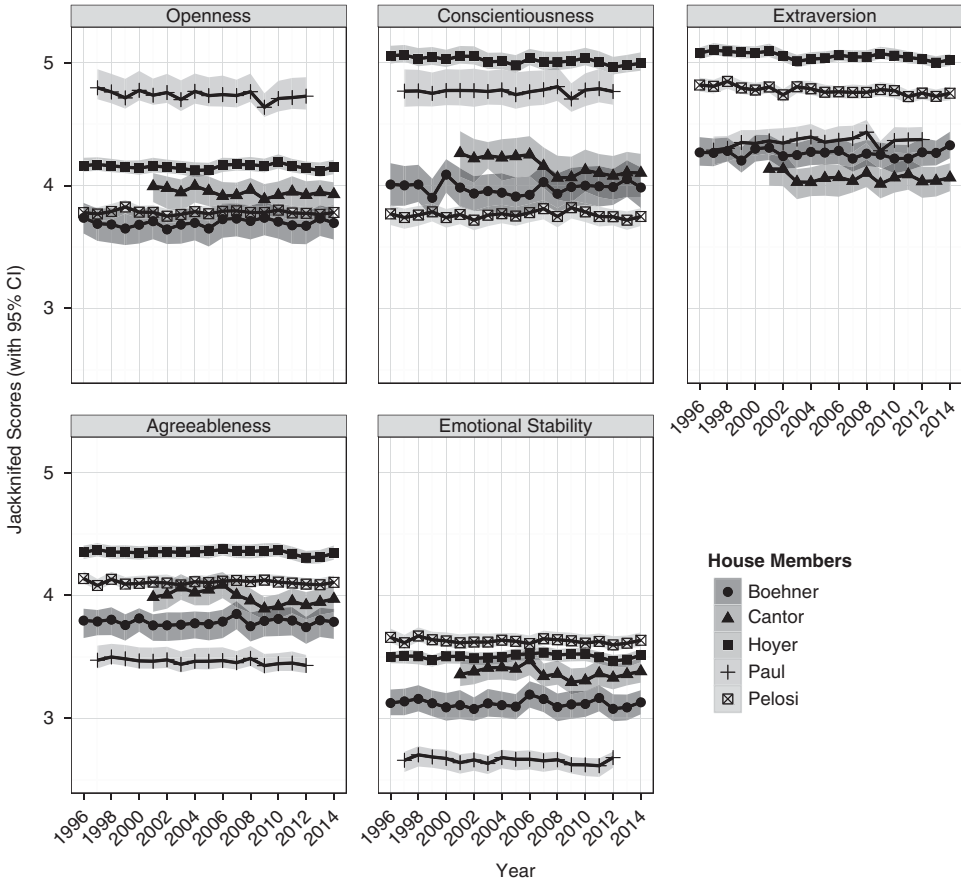 Openness
Conscientiousness
Extraversion
5
4
3
1996 1998 2000 2002 2004 2006 2008 2010 2012 2014
Jackknifed Scores (with 95% CI)
Agreeableness
Emotional Stability
5
4
3
1996 1998 2000 2002 2004 2006 2008 2010 2012 2014
1996 1998 2000 2002 2004 2006 2008 2010 2012 2014
Year
House Members
Boehner
Cantor
Hoyer
Paul
Pelosi